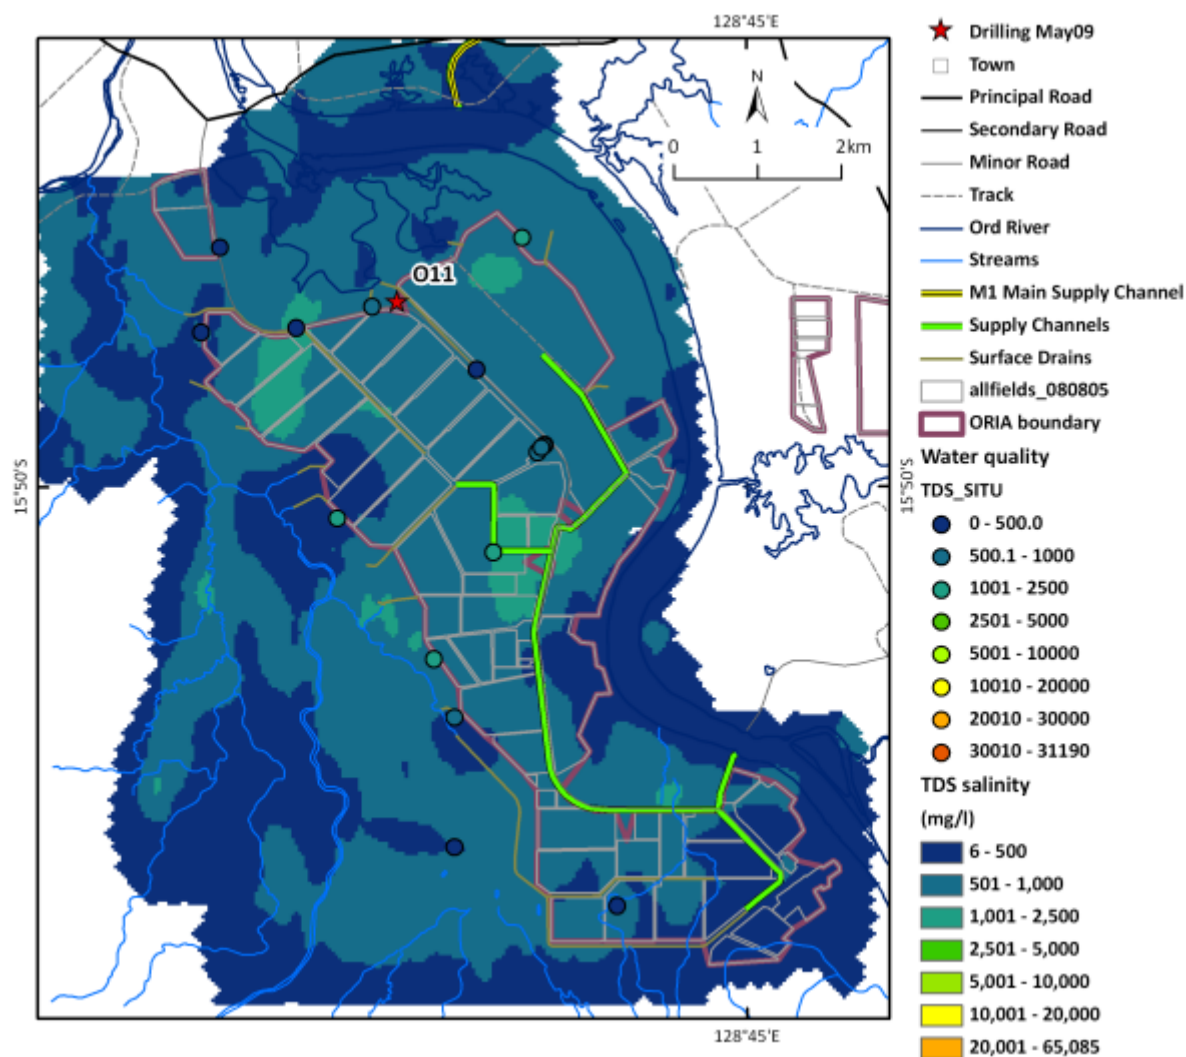 128°45'E
N
0 1 2km
O11
15°50'S
15°50'S
128°45'E
Drilling May09
Town
Principal Road
Secondary Road
Minor Road
Track
Ord River
Streams
M1 Main Supply Channel
Supply Channels
Surface Drains
allfields_080805
ORIA boundary
Water quality
TDS_SITU
0 - 500.0
500.1 - 1000
1001 - 2500
2501 - 5000
5001 - 10000
10010 - 20000
20010 - 30000
30010 - 31190
TDS salinity
(mg/l)
6 - 500
501 - 1,000
1,001 - 2,500
2,501 - 5,000
5,001 - 10,000
10,001 - 20,000
20,001 - 65,085